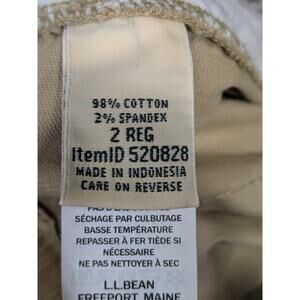 98% COTTON
2% SPANDEX
2 REG
ItemID 520828
MADE IN INDONESIA
CARE ON REVERSE
SÉCHAGE PAR CULBUTAGE
BASSE TEMPÉRATURE
REPASSER À FER TIÈDE SI
NÉCESSAIRE
NE PAS NETTOYER À SEC
L.L.BEAN
FREEPORT, MAINE